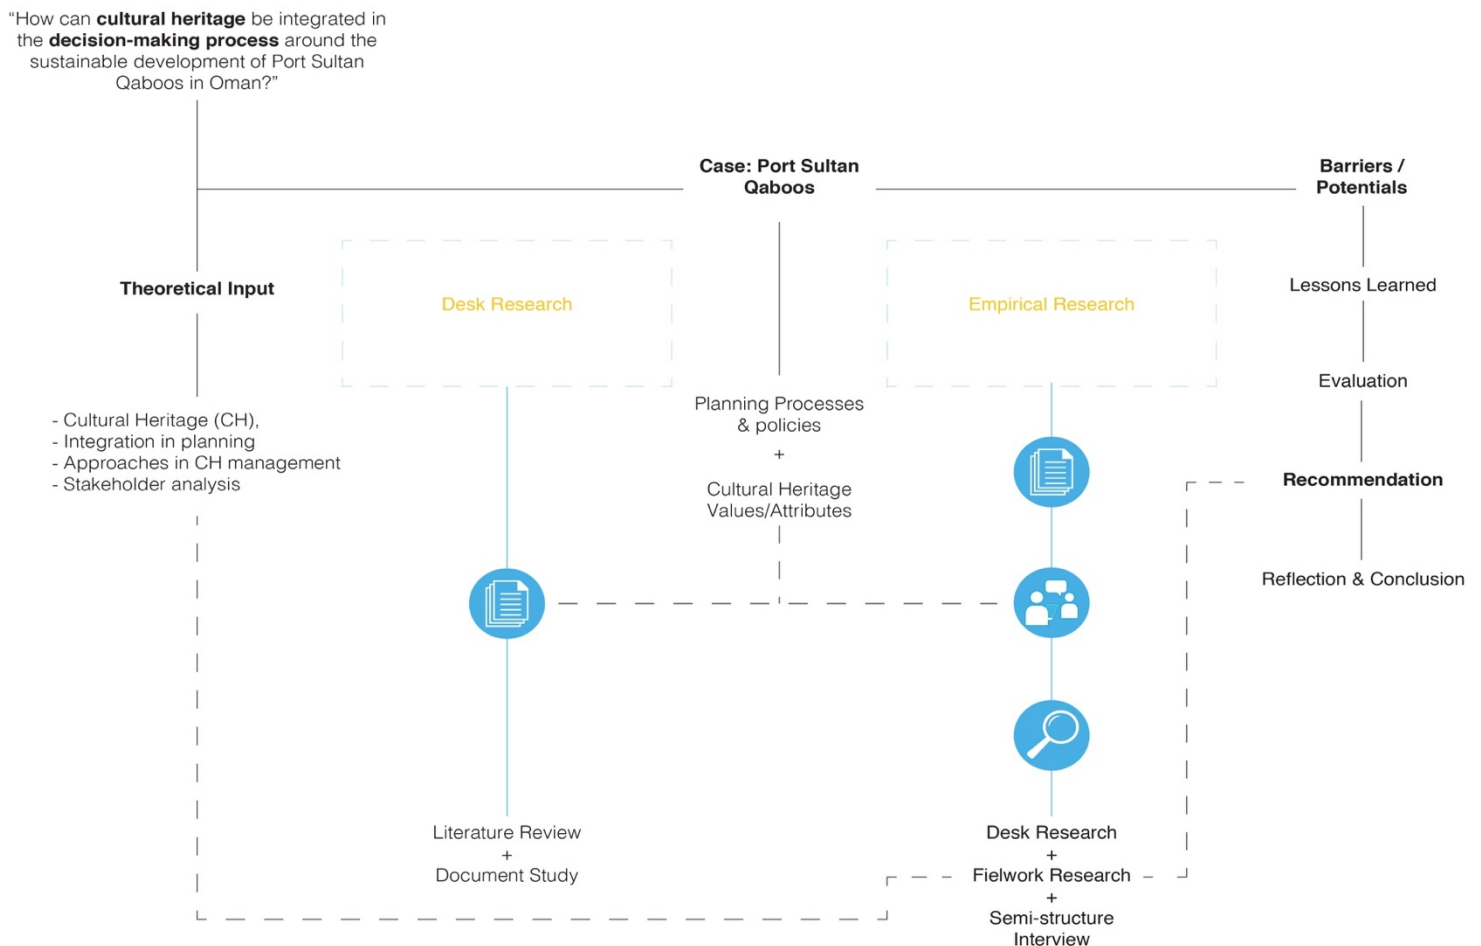 “How can cultural heritage be integrated in
the decision-making process around the
sustainable development of Port Sultan
Qaboos in Oman?”
Case: Port Sultan
Qaboos
Barriers /
Potentials
Theoretical Input
Desk Research
Empirical Research
Lessons Learned
- Cultural Heritage (CH),
- Integration in planning
- Approaches in CH management
- Stakeholder analysis
Planning Processes
& policies
+
Cultural Heritage
Values/Attributes
Evaluation
Recommendation
Reflection & Conclusion
Literature Review
+
Document Study
Desk Research
+
Fielwork Research
+
Semi-structure
Interview